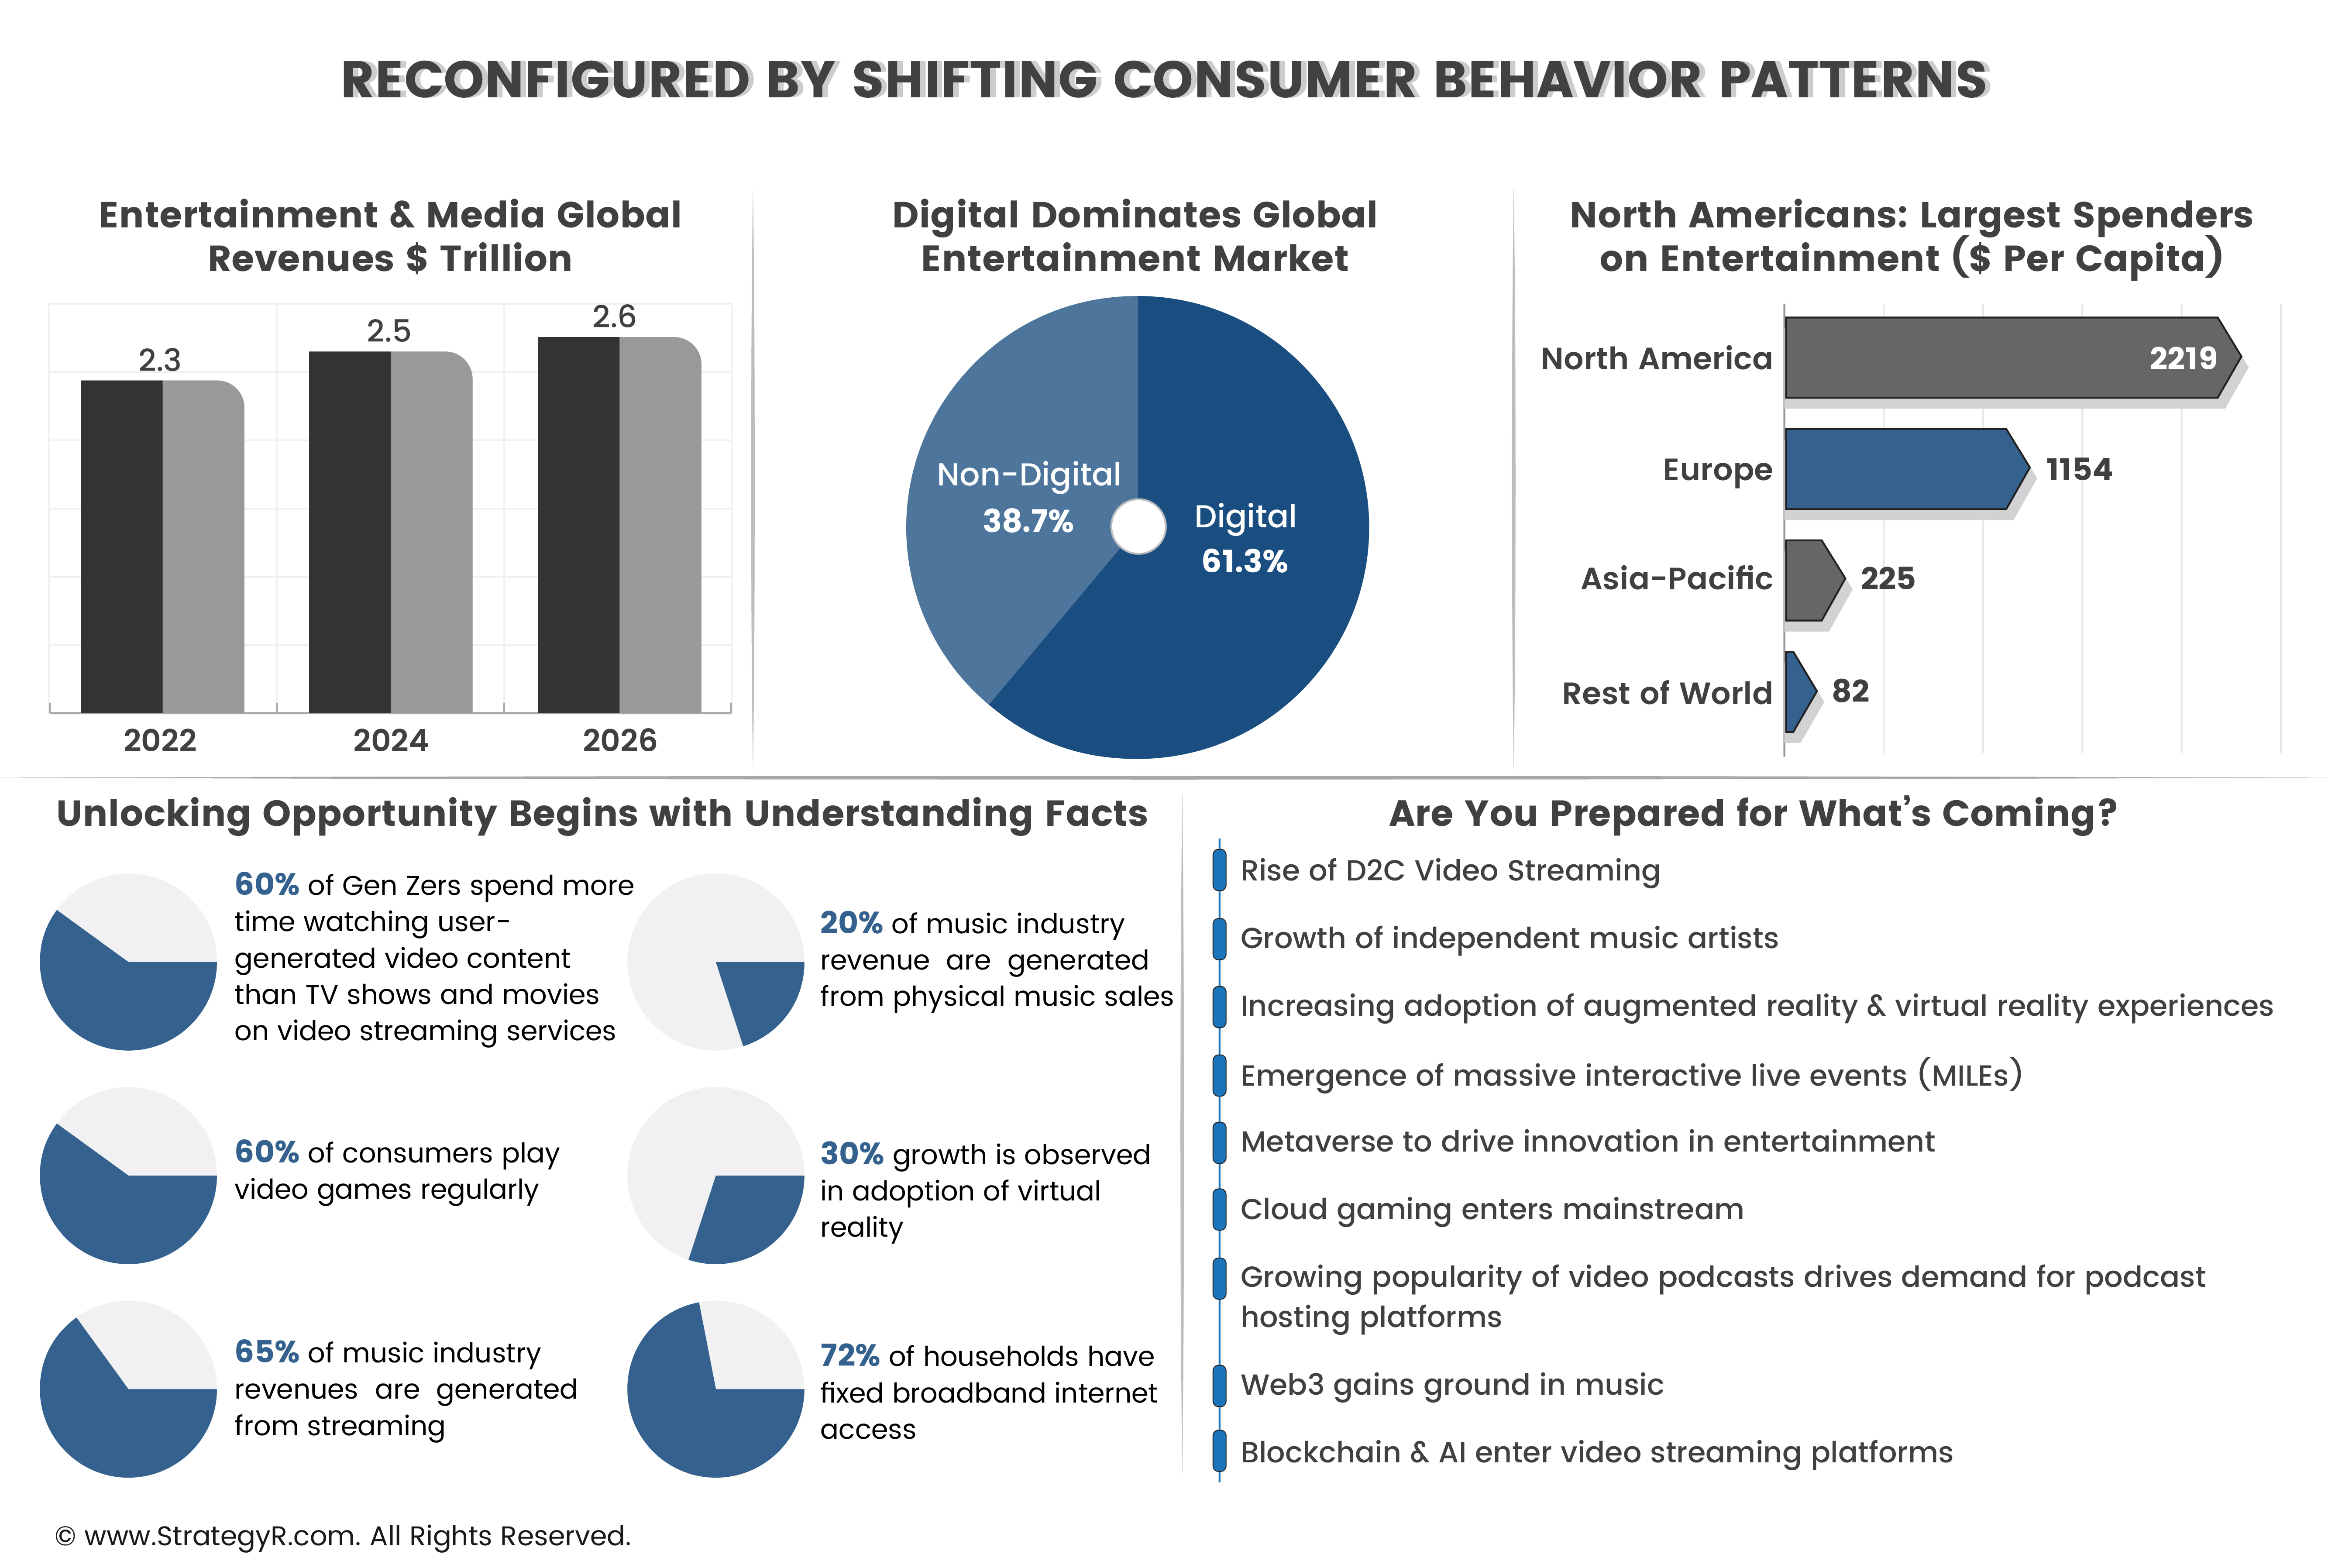 RECONFIGURED BY SHIFTING CONSUMER BEHAVIOR PATTERNS
Entertainment & Media Global
Revenues $ Trillion
2.3
2.5
2.6
2022
2024
2026
Digital Dominates Global
Entertainment Market
Non-Digital
38.7%
Digital
61.3%
North Americans: Largest Spenders
on Entertainment ($ Per Capita)
North America
2219
Europe
1154
Asia-Pacific
225
Rest of World
82
Unlocking Opportunity Begins with Understanding Facts
60% of Gen Zers spend more
time watching user-
generated video content
than TV shows and movies
on video streaming services
20% of music industry
revenue are generated
from physical music sales
60% of consumers play
video games regularly
30% growth is observed
in adoption of virtual
reality
65% of music industry
revenues are generated
from streaming
72% of households have
fixed broadband internet
access
Are You Prepared for What’s Coming?
Rise of D2C Video Streaming
Growth of independent music artists
Increasing adoption of augmented reality & virtual reality experiences
Emergence of massive interactive live events (MILEs)
Metaverse to drive innovation in entertainment
Cloud gaming enters mainstream
Growing popularity of video podcasts drives demand for podcast
hosting platforms
Web3 gains ground in music
Blockchain & AI enter video streaming platforms
© www.StrategyR.com. All Rights Reserved.